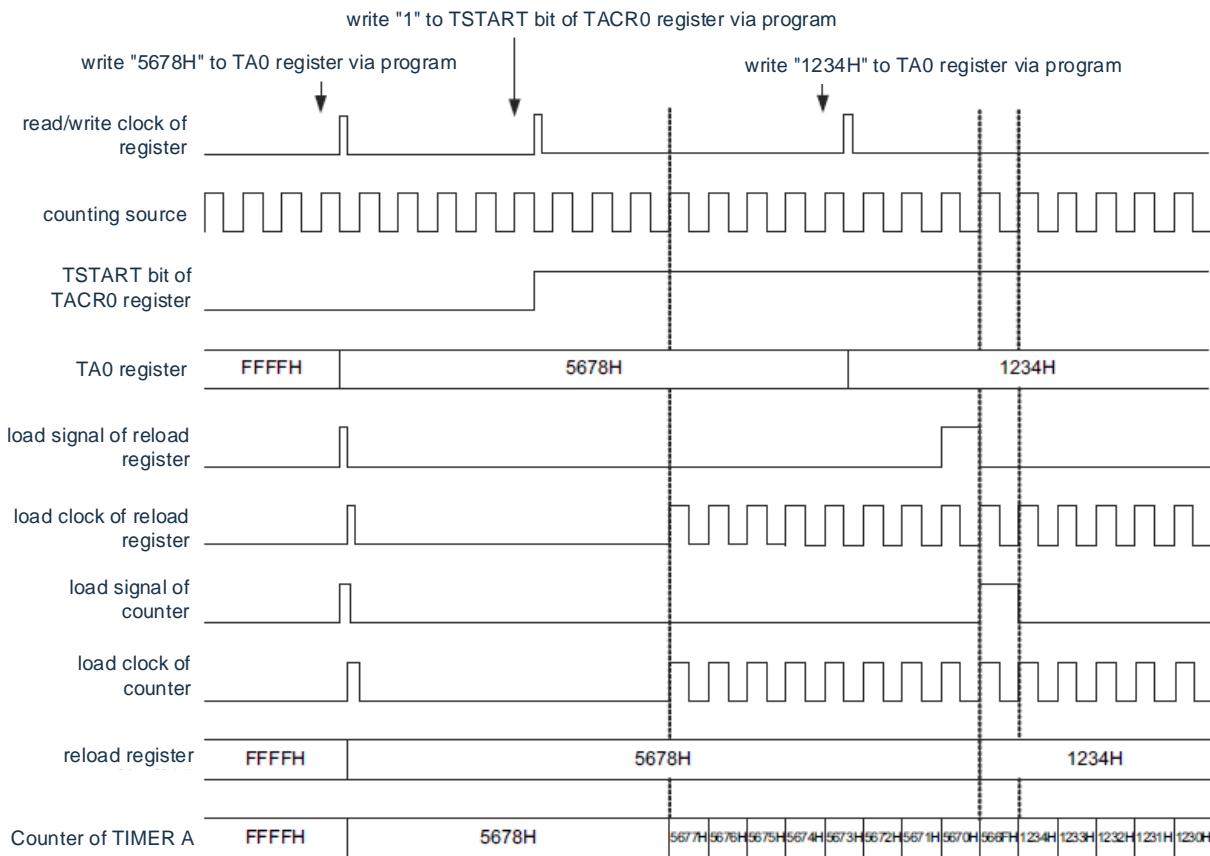 write "1" to TSTART bit of TACR0 register via program
write "5678H" to TA0 register via program
write "1234H" to TA0 register via program
read/write clock of
register
counting source
TSTART bit of
TACR0 register
TA0 register FFFFH 5678H 1234H
load signal of reload
register
load clock of reload
register
load signal of
counter
load clock of
counter
reload register FFFFH 5678H 1234H
Counter of TIMER A FFFFH 5678H 5677H 5676H 5675H 5674H 5673H 5672H 5671H 5670H 566FH 1234H 1233H 1232H 1231H 1230H